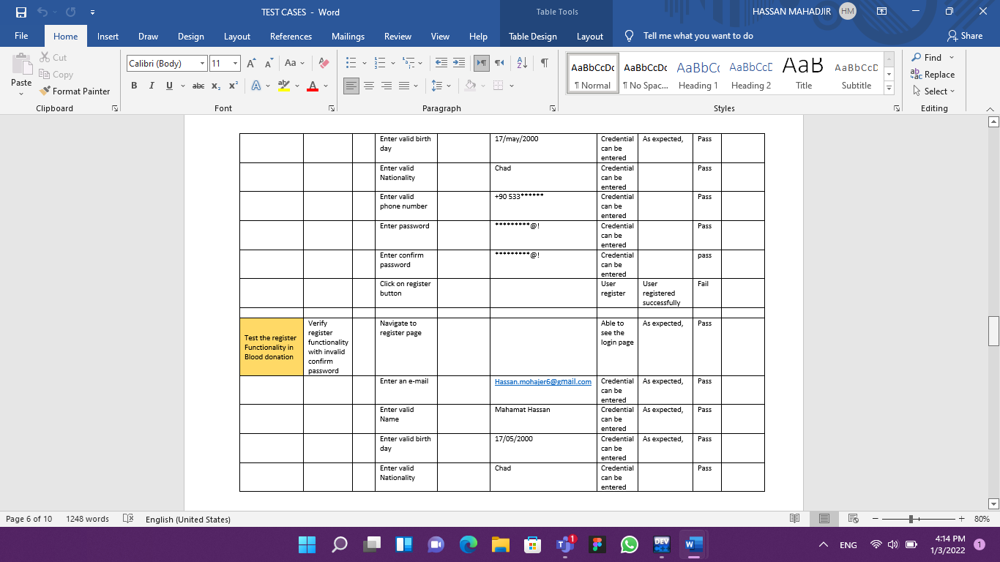 TEST CASES - Word
Table Tools
HASSAN MAHADJIR
HM
File
Home
Insert
Draw
Design
Layout
References
Mailings
Review
View
Help
Table Design
Layout
Tell me what you want to do
Share
Paste
Cut
Copy
Format Painter
Clipboard
Calibri (Body)
11
Aa
B I U abc x₂ x²
A
ab
A
Font
Paragraph
AaBbCcDc
¶ Normal
AaBbCcDc
¶ No Spac...
AaBbCc
Heading 1
AaBbCcD
Heading 2
AaB
Title
AaBbCcD
Subtitle
Styles
Find
Replace
Select
Editing
Enter valid birth
day
17/may/2000
Credential
can be
entered
As expected,
Pass
Enter valid
Nationality
Chad
Credential
can be
entered
Pass
Enter valid
phone number
+90 533******
Credential
can be
entered
Pass
Enter password
*********@!
Credential
can be
entered
Pass
Enter confirm
password
*********@!
Credential
can be
entered
pass
Click on register
button
User
register
User
registered
successfully
Fail
Test the register
Functionality in
Blood donation
Verify
register
functionality
with invalid
confirm
password
Navigate to
register page
Able to
see the
login page
As expected,
Pass
Enter an e-mail
Hassan.mohajer6@gmail.com
Credential
can be
entered
As expected,
Pass
Enter valid
Name
Mahamat Hassan
Credential
can be
entered
As expected,
Pass
Enter valid birth
day
17/05/2000
Credential
can be
entered
As expected,
Pass
Enter valid
Nationality
Chad
Credential
can be
entered
Pass
Page 6 of 10
1248 words
English (United States)
80%
1
DEV
W
ENG
4:14 PM
1/3/2022
1